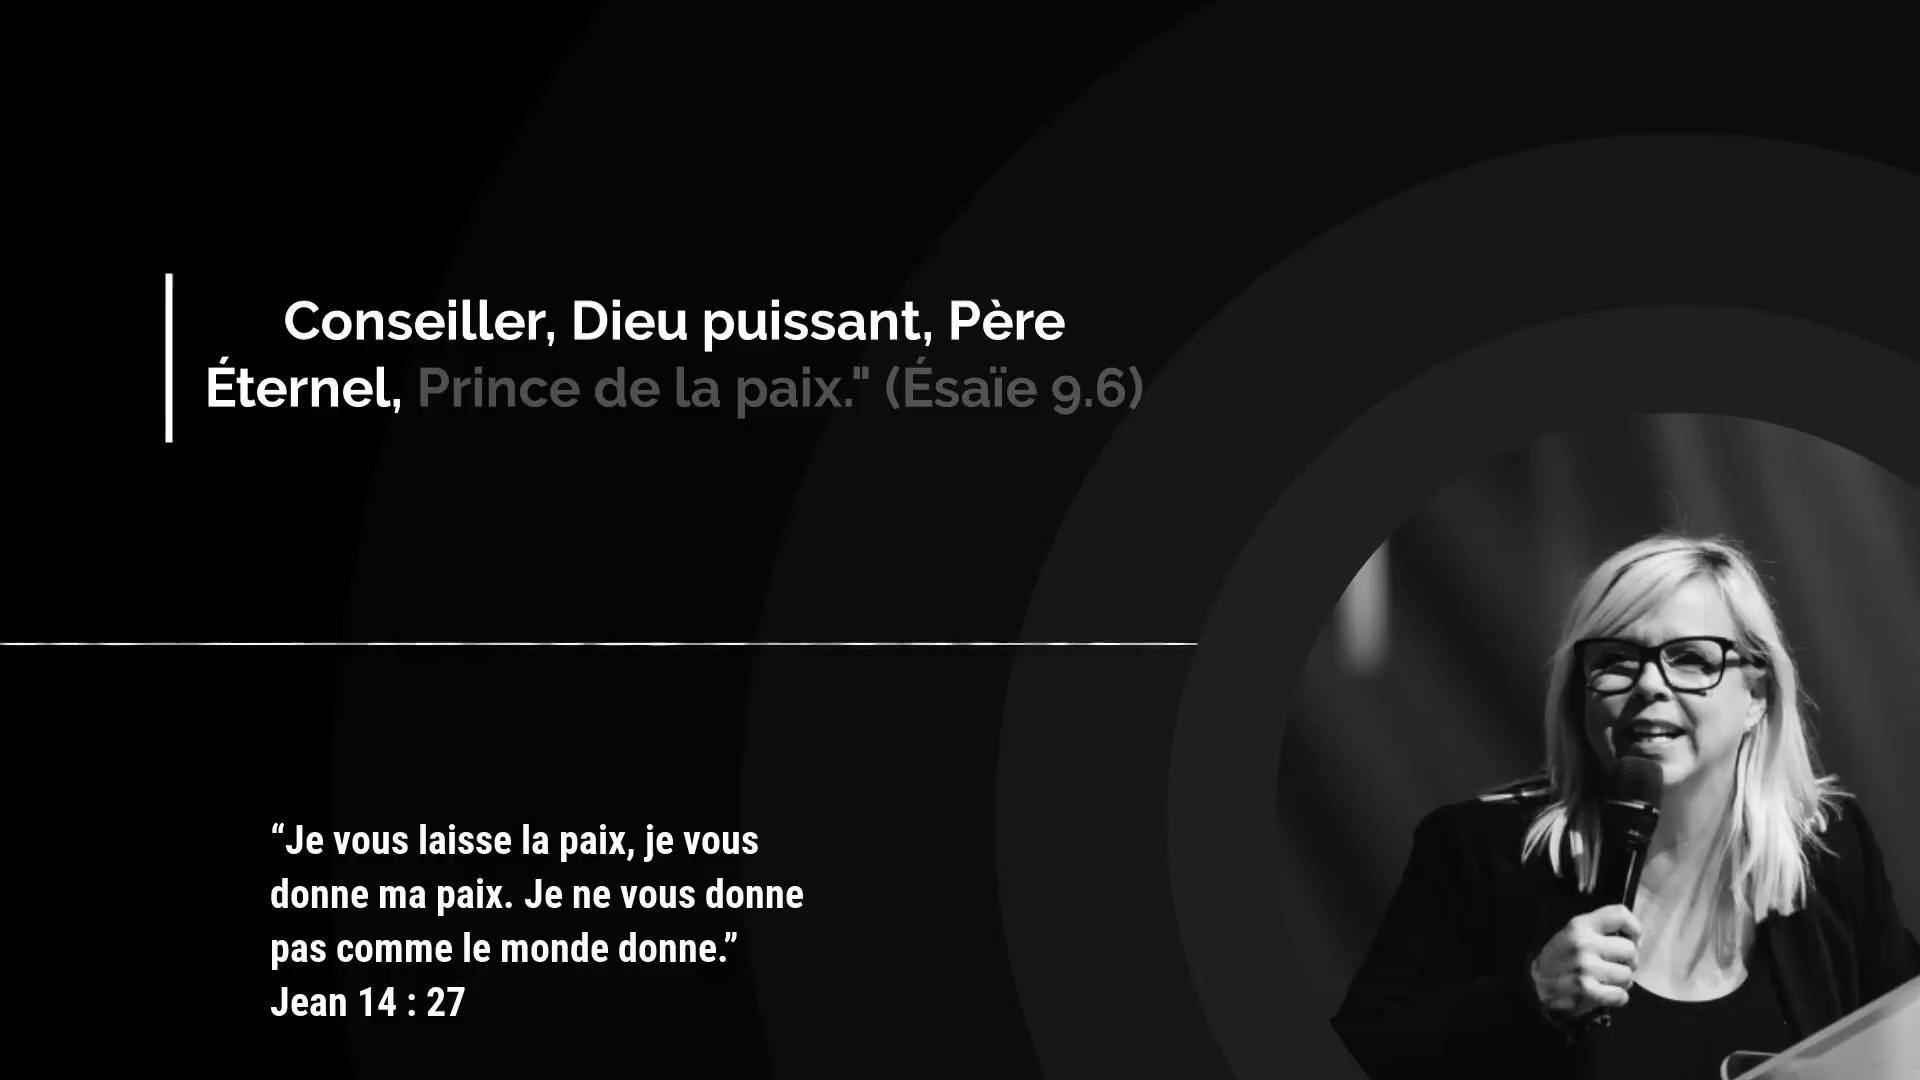 Conseiller, Dieu puissant, Père
Éternel, Prince de la paix." (Ésaïe 9.6)
“Je vous laisse la paix, je vous
donne ma paix. Je ne vous donne
pas comme le monde donne.”
Jean 14 : 27